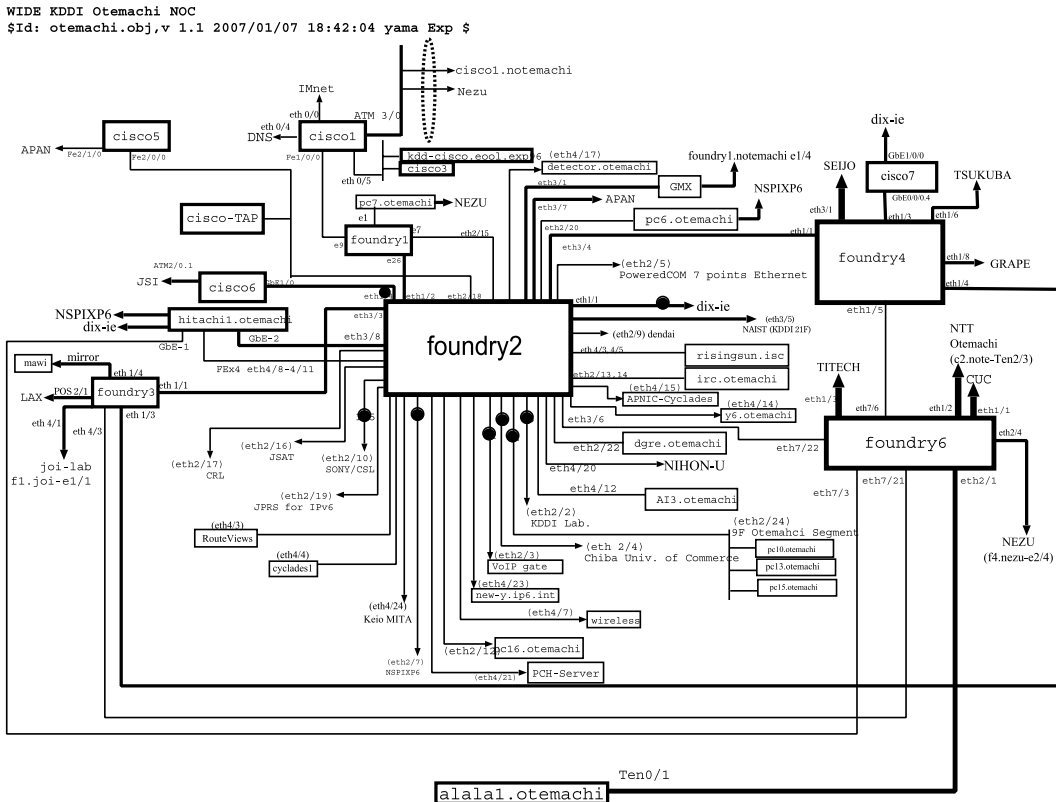 WIDE KDDI Otemachi NOC
$Id: otemachi.obj,v 1.1 2007/01/07 18:42:04 yama Exp $
cisco1.notemachi
Nezu
IMnet
eth 0/0
ATM 3/0
eth 0/4
DNS
cisco1
Fe1/0/0
eth 0/5
kdd-cisco.eool.exp96
cisco3
cisco5
APAN
Fe2/1/0
Fe2/0/0
cisco-TAP
pc7.otemachi
NEZU
e1
e7
foundry1
e9
e26
eth2/15
(eth4/17)
detector.otemachi
eth3/1
GMX
foundry1.notemachi e1/4
eth3/7
APAN
NSPIXP6
eth2/20
pc6.otemachi
eth3/4
(eth2/5)
PoweredCOM 7 points Ethernet
dix-ie
GbE1/0/0
cisco7
GbE0/0/0.4
SEIJO
TSUKUBA
eth3/1
eth1/3
eth1/6
eth1/1
foundry4
eth1/8
GRAPE
eth1/4
eth1/5
ATM2/0.1
JSI
cisco6
GbE1/0
eth1/2
eth2/18
eth3/3
NSPIXP6
dix-ie
hitachi1.otemachi
GbE-1
GbE-2
eth3/8
FEx4 eth4/8-4/11
foundry2
eth1/1
dix-ie
(eth3/5)
NAIST (KDDI 21F)
(eth2/9) dendai
eth 4/3, 4/5
risingsun.isc
eth2/13,14
irc.otemachi
(eth4/15)
APNIC-Cyclades
(eth4/14)
y6.otemachi
eth3/6
eth2/22
dgre.otemachi
eth4/20
NIHON-U
eth4/12
AI3.otemachi
mawi
mirror
eth 1/4
LAX
POS 2/1
foundry3
eth 1/1
eth 4/1
eth 4/3
eth 1/3
joi-lab
f1.joi-e1/1
(eth2/17)
CRL
(eth2/16)
JSAT
(eth2/10)
SONY/CSL
(eth2/19)
JPRS for IPv6
(eth4/3)
RouteViews
(eth4/4)
cyclades1
(eth4/24)
Keio MITA
(eth2/7)
NSPIXP6
(eth4/21)
PCH-Server
(eth2/12)
pc16.otemachi
(eth4/7)
wireless
(eth4/23)
new-y.ip6.int
(eth2/3)
VoIP gate
(eth 2/4)
Chiba Univ. of Commerce
(eth2/2)
KDDI Lab.
(eth2/24)
9F Otemahci Segment
pc10.otemachi
pc13.otemachi
pc15.otemachi
NTT
Otemachi
(c2.note-Ten2/3)
TITECH
CUC
eth1/3
eth7/6
eth1/2
eth1/1
foundry6
eth2/4
eth7/22
eth7/3
eth7/21
eth2/1
NEZU
(f4.nezu-e2/4)
Ten0/1
alala1.otemachi